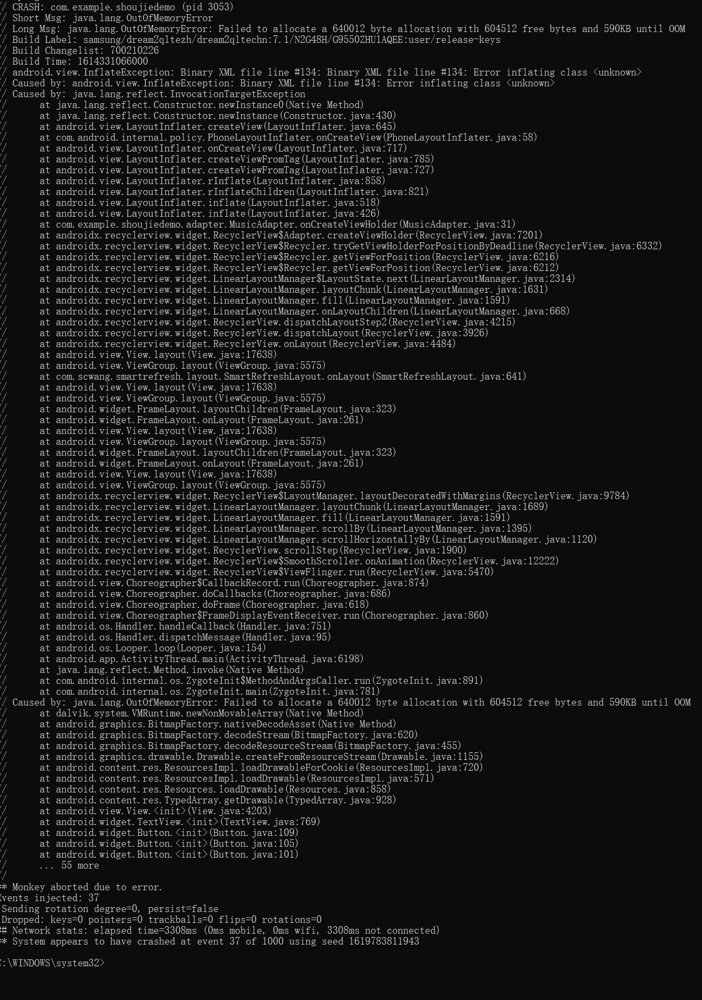 // CRASH: com.example.shoujiedemo (pid 3053)
// Short Msg: java.lang.OutOfMemoryError
// Long Msg: java.lang.OutOfMemoryError: Failed to allocate a 640012 byte allocation with 604512 free bytes and 590KB until OOM
// Build Label: samsung/dream2qltezh/dream2qltechn:7.1/N2G48H/G9550ZHU1AQEE:user/release-keys
// Build Changelist: 700210226
// Build Time: 1614331066000
// android.view.InflateException: Binary XML file line #134: Binary XML file line #134: Error inflating class <unknown>
// Caused by: android.view.InflateException: Binary XML file line #134: Error inflating class <unknown>
// Caused by: java.lang.reflect.InvocationTargetException
// at java.lang.reflect.Constructor.newInstance0(Native Method)
// at java.lang.reflect.Constructor.newInstance(Constructor.java:430)
// at android.view.LayoutInflater.createView(LayoutInflater.java:645)
// at com.android.internal.policy.PhoneLayoutInflater.onCreateView(PhoneLayoutInflater.java:58)
// at android.view.LayoutInflater.onCreateView(LayoutInflater.java:717)
// at android.view.LayoutInflater.createViewFromTag(LayoutInflater.java:785)
// at android.view.LayoutInflater.createViewFromTag(LayoutInflater.java:727)
// at android.view.LayoutInflater.rInflate(LayoutInflater.java:858)
// at android.view.LayoutInflater.rInflateChildren(LayoutInflater.java:821)
// at android.view.LayoutInflater.inflate(LayoutInflater.java:518)
// at android.view.LayoutInflater.inflate(LayoutInflater.java:426)
// at com.example.shoujiedemo.adapter.MusicAdapter.onCreateViewHolder(MusicAdapter.java:31)
// at androidx.recyclerview.widget.RecyclerView$Adapter.createViewHolder(RecyclerView.java:7201)
// at androidx.recyclerview.widget.RecyclerView$Recycler.tryGetViewHolderForPositionByDeadline(RecyclerView.java:6332)
// at androidx.recyclerview.widget.RecyclerView$Recycler.getViewForPosition(RecyclerView.java:6216)
// at androidx.recyclerview.widget.RecyclerView$Recycler.getViewForPosition(RecyclerView.java:6212)
// at androidx.recyclerview.widget.LinearLayoutManager$LayoutState.next(LinearLayoutManager.java:2314)
// at androidx.recyclerview.widget.LinearLayoutManager.layoutChunk(LinearLayoutManager.java:1631)
// at androidx.recyclerview.widget.LinearLayoutManager.fill(LinearLayoutManager.java:1591)
// at androidx.recyclerview.widget.LinearLayoutManager.onLayoutChildren(LinearLayoutManager.java:668)
// at androidx.recyclerview.widget.RecyclerView.dispatchLayoutStep2(RecyclerView.java:4215)
// at androidx.recyclerview.widget.RecyclerView.dispatchLayout(RecyclerView.java:3926)
// at androidx.recyclerview.widget.RecyclerView.onLayout(RecyclerView.java:4484)
// at android.view.View.layout(View.java:17638)
// at android.view.ViewGroup.layout(ViewGroup.java:5575)
// at com.scwang.smartrefresh.layout.SmartRefreshLayout.onLayout(SmartRefreshLayout.java:641)
// at android.view.View.layout(View.java:17638)
// at android.view.ViewGroup.layout(ViewGroup.java:5575)
// at android.widget.FrameLayout.layoutChildren(FrameLayout.java:323)
// at android.widget.FrameLayout.onLayout(FrameLayout.java:261)
// at android.view.View.layout(View.java:17638)
// at android.view.ViewGroup.layout(ViewGroup.java:5575)
// at android.widget.FrameLayout.layoutChildren(FrameLayout.java:323)
// at android.widget.FrameLayout.onLayout(FrameLayout.java:261)
// at android.view.View.layout(View.java:17638)
// at android.view.ViewGroup.layout(ViewGroup.java:5575)
// at androidx.recyclerview.widget.RecyclerView$LayoutManager.layoutDecoratedWithMargins(RecyclerView.java:9784)
// at androidx.recyclerview.widget.LinearLayoutManager.layoutChunk(LinearLayoutManager.java:1689)
// at androidx.recyclerview.widget.LinearLayoutManager.fill(LinearLayoutManager.java:1591)
// at androidx.recyclerview.widget.LinearLayoutManager.scrollBy(LinearLayoutManager.java:1395)
// at androidx.recyclerview.widget.LinearLayoutManager.scrollHorizontallyBy(LinearLayoutManager.java:1120)
// at androidx.recyclerview.widget.RecyclerView.scrollStep(RecyclerView.java:1900)
// at androidx.recyclerview.widget.RecyclerView$SmoothScroller.onAnimation(RecyclerView.java:12222)
// at androidx.recyclerview.widget.RecyclerView$ViewFlinger.run(RecyclerView.java:5470)
// at android.view.Choreographer$CallbackRecord.run(Choreographer.java:874)
// at android.view.Choreographer.doCallbacks(Choreographer.java:686)
// at android.view.Choreographer.doFrame(Choreographer.java:618)
// at android.view.Choreographer$FrameDisplayEventReceiver.run(Choreographer.java:860)
// at android.os.Handler.handleCallback(Handler.java:751)
// at android.os.Handler.dispatchMessage(Handler.java:95)
// at android.os.Looper.loop(Looper.java:154)
// at android.app.ActivityThread.main(ActivityThread.java:6198)
// at java.lang.reflect.Method.invoke(Native Method)
// at com.android.internal.os.ZygoteInit$MethodAndArgsCaller.run(ZygoteInit.java:891)
// at com.android.internal.os.ZygoteInit.main(ZygoteInit.java:781)
// Caused by: java.lang.OutOfMemoryError: Failed to allocate a 640012 byte allocation with 604512 free bytes and 590KB until OOM
// at dalvik.system.VMRuntime.newNonMovableArray(Native Method)
// at android.graphics.BitmapFactory.nativeDecodeAsset(Native Method)
// at android.graphics.BitmapFactory.decodeStream(BitmapFactory.java:620)
// at android.graphics.BitmapFactory.decodeResourceStream(BitmapFactory.java:455)
// at android.graphics.drawable.Drawable.createFromResourceStream(Drawable.java:1155)
// at android.content.res.ResourcesImpl.loadDrawableForCookie(ResourcesImpl.java:720)
// at android.content.res.ResourcesImpl.loadDrawable(ResourcesImpl.java:571)
// at android.content.res.Resources.loadDrawable(Resources.java:858)
// at android.content.res.TypedArray.getDrawable(TypedArray.java:928)
// at android.view.View.<init>(View.java:4203)
// at android.widget.TextView.<init>(TextView.java:769)
// at android.widget.Button.<init>(Button.java:109)
// at android.widget.Button.<init>(Button.java:105)
// at android.widget.Button.<init>(Button.java:101)
// ... 55 more
//
** Monkey aborted due to error.
Events injected: 37
Sending rotation degree=0, persist=false
Dropped: keys=0 pointers=0 trackballs=0 flips=0 rotations=0
## Network stats: elapsed time=3308ms (0ms mobile, 0ms wifi, 3308ms not connected)
** System appears to have crashed at event 37 of 1000 using seed 1619783811943
C:\WINDOWS\system32>